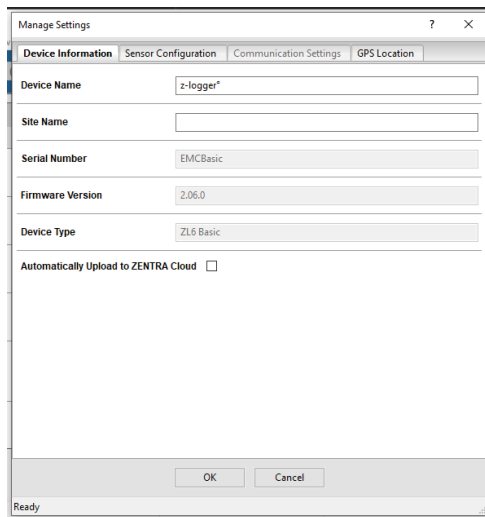 Manage Settings ?
Device Information Sensor Configuration Communication Settings GPS Location
Device Name z-logger°
Site Name
Serial Number EMCBasic
Firmware Version 2.06.0
Device Type ZL6 Basic
Automatically Upload to ZENTRA Cloud
OK Cancel
Ready